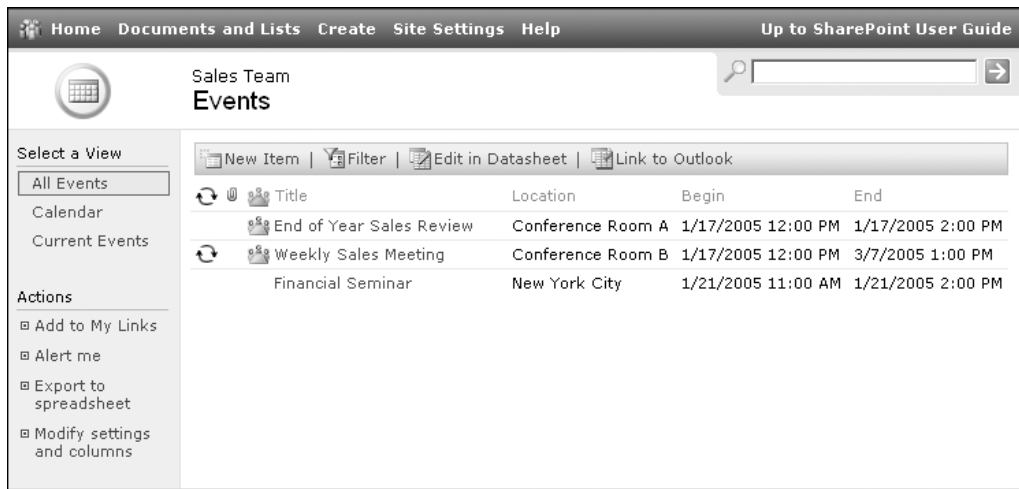 Home Documents and Lists Create Site Settings Help Up to SharePoint User Guide
Sales Team
Events
Select a View
All Events
Calendar
Current Events
Actions
Add to My Links
Alert me
Export to
spreadsheet
Modify settings
and columns
New Item | Filter | Edit in Datasheet | Link to Outlook
Title Location Begin End
End of Year Sales Review Conference Room A 1/17/2005 12:00 PM 1/17/2005 2:00 PM
Weekly Sales Meeting Conference Room B 1/17/2005 12:00 PM 3/7/2005 1:00 PM
Financial Seminar New York City 1/21/2005 11:00 AM 1/21/2005 2:00 PM